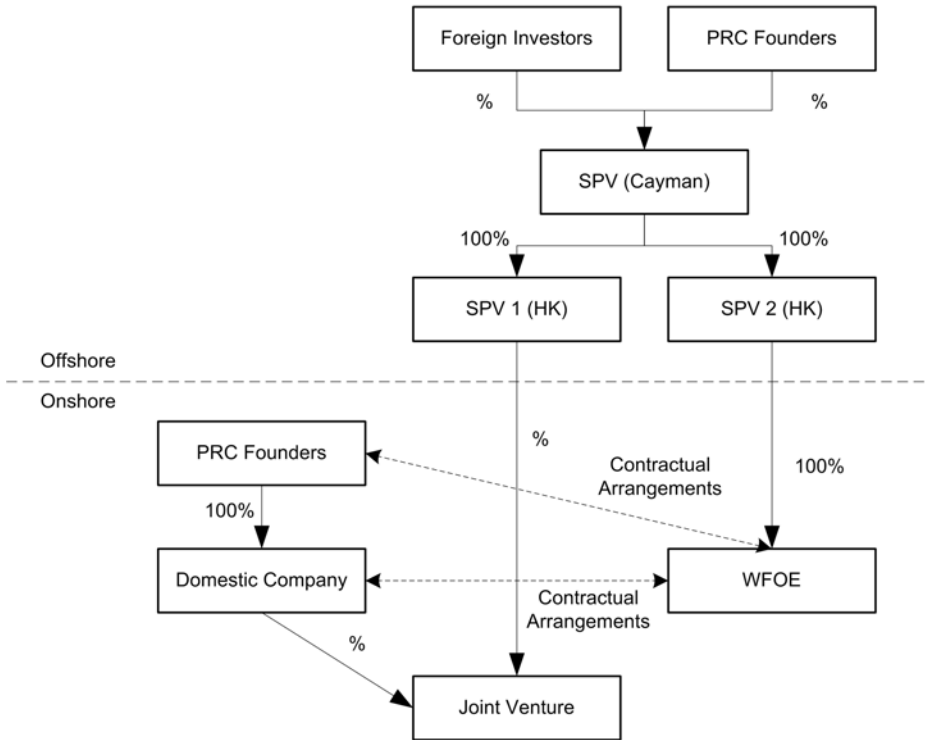 Foreign Investors
PRC Founders
%
%
SPV (Cayman)
100%
100%
SPV 1 (HK)
SPV 2 (HK)
Offshore
Onshore
PRC Founders
%
Contractual
Arrangements
100%
100%
Domestic Company
WFOE
Contractual
Arrangements
%
Joint Venture